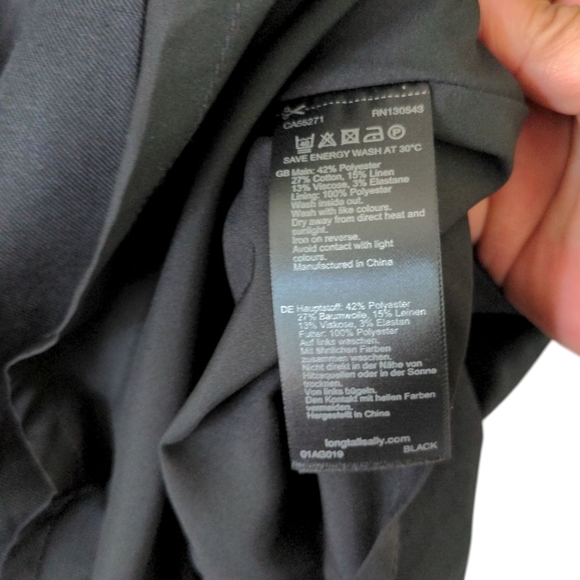 CA55271 RN130543
SAVE ENERGY WASH AT 30°C
GB Main: 42% Polyester
27% Cotton, 15% Linen
13% Viscose, 3% Elastane
Lining: 100% Polyester
Wash inside out.
Wash with like colours.
Dry away from direct heat and
sunlight.
Iron on reverse.
Avoid contact with light
colours.
Manufactured in China
DE Hauptstoff: 42% Polyester
27% Baumwolle, 15% Leinen
13% Viskose, 3% Elastan
Futter: 100% Polyester
Auf links waschen.
Mit ähnlichen Farben
zusammen waschen.
Nicht direkt in der Nähe von
Hitzequellen oder in der Sonne
trocknen.
Von links bügeln.
Den Kontakt mit hellen Farben
vermeiden.
Hergestellt in China
longtallsally.com
01AG019 BLACK